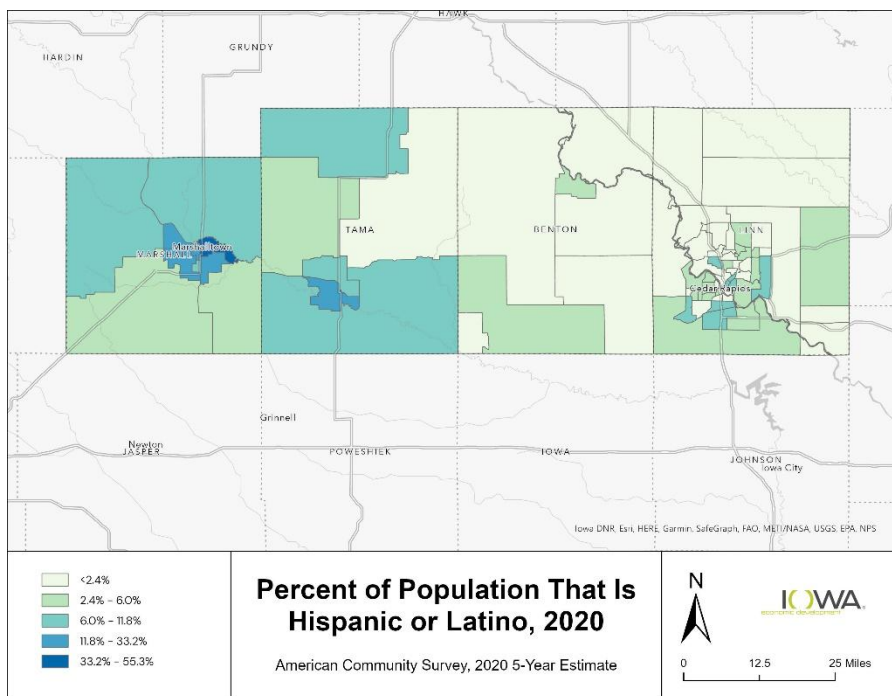 HAWK
GRUNDY
HARDIN
TAMA
BENTON
LINN
Marshalltown
MARSHALL
Cedar Rapids
Grinnell
Newton
JASPER
POWESHIEK
IOWA
JOHNSON
Iowa City
Iowa DNR, Esri, HERE, Garmin, SafeGraph, FAO, METI/NASA, USGS, EPA, NPS
<2.4%
2.4% - 6.0%
6.0% - 11.8%
11.8% - 33.2%
33.2% - 55.3%
Percent of Population That Is
Hispanic or Latino, 2020
American Community Survey, 2020 5-Year Estimate
N
IOWA
economic development
0 12.5 25 Miles